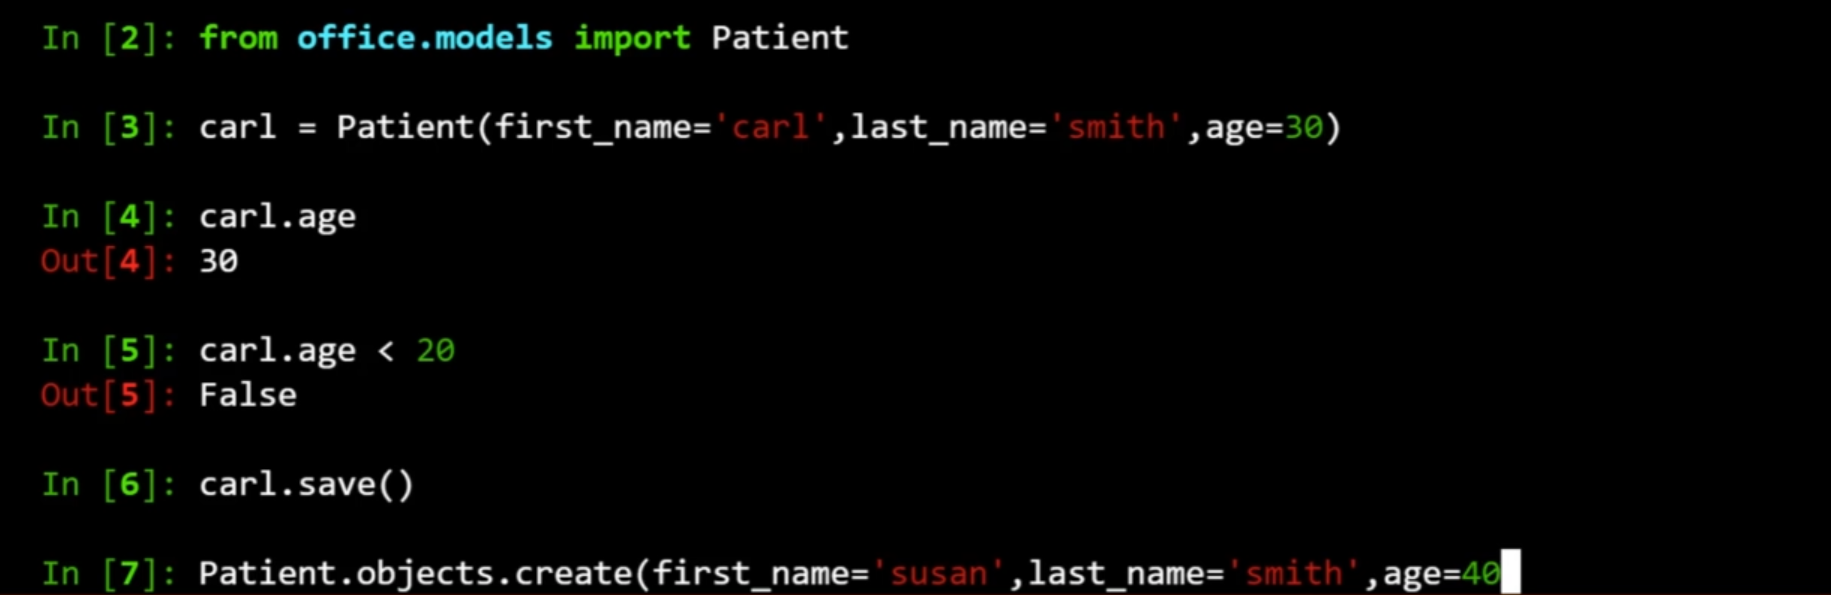 In [2]: from office.models import Patient
In [3]: carl = Patient(first_name='carl',last_name='smith',age=30)
In [4]: carl.age
Out[4]: 30
In [5]: carl.age < 20
Out[5]: False
In [6]: carl.save()
In [7]: Patient.objects.create(first_name='susan',last_name='smith',age=40